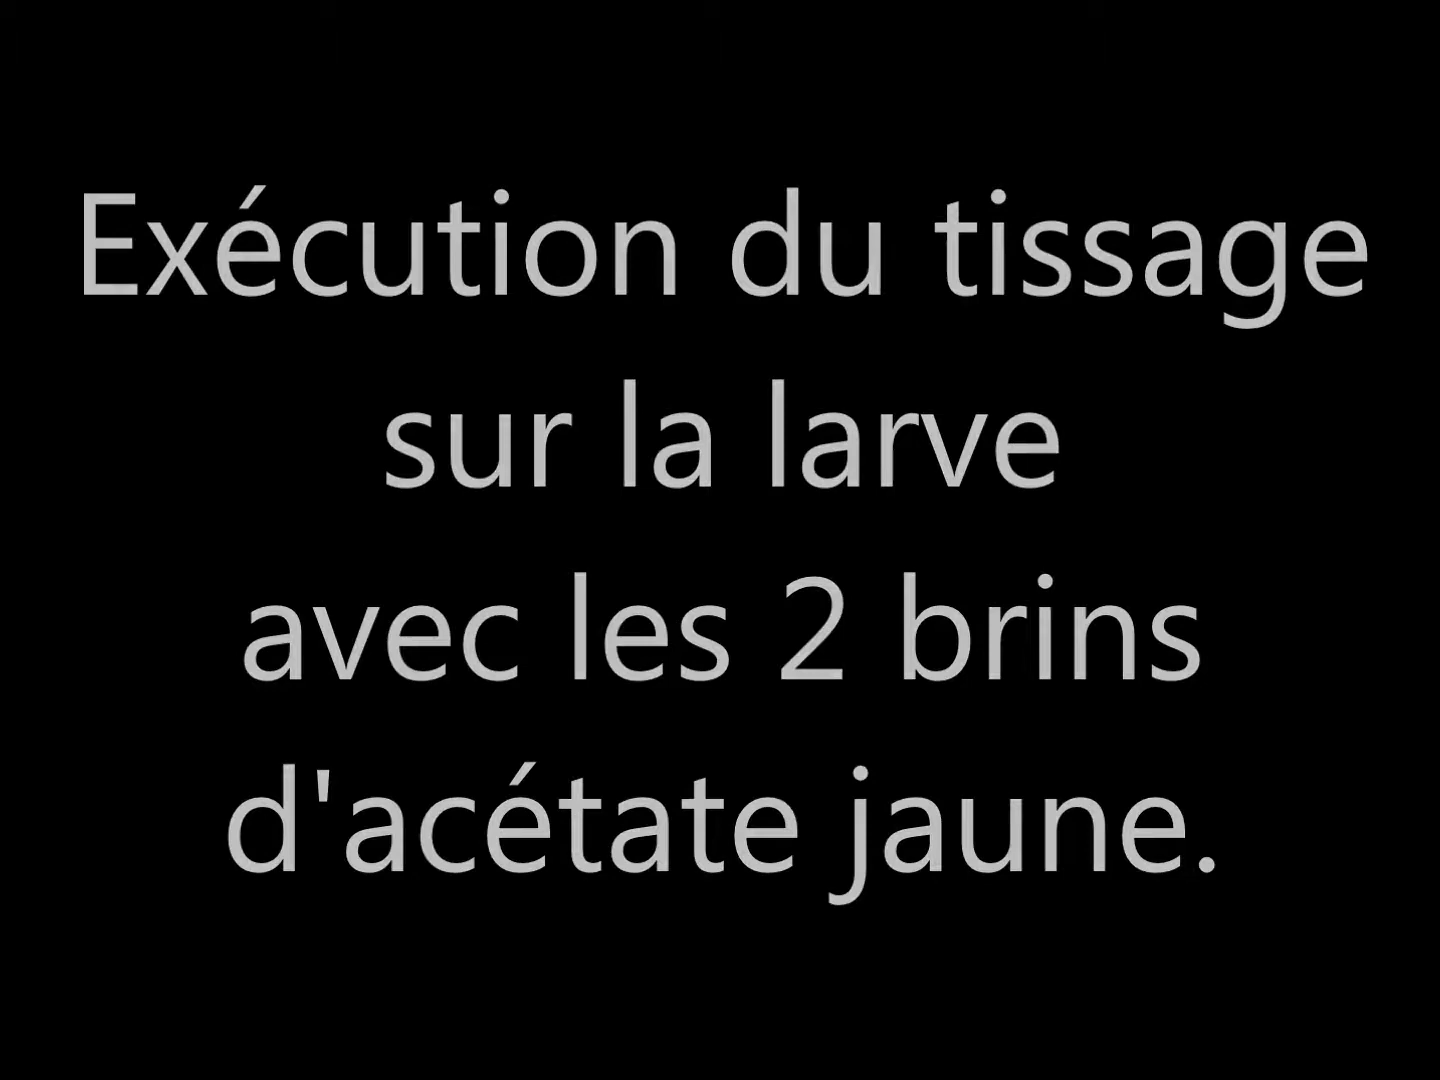 Exécution du tissage
sur la larve
avec les 2 brins
d'acétate jaune.